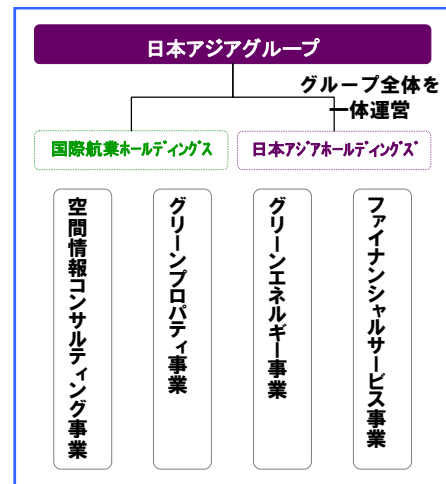 日本アジアグループ
グループ全体を
一体運営
国際航業ホールディングス
日本アジアホールディングズ
空間情報コンサルティング事業
グリーンプロパティ事業
グリーンエネルギー事業
ファイナンシャルサービス事業